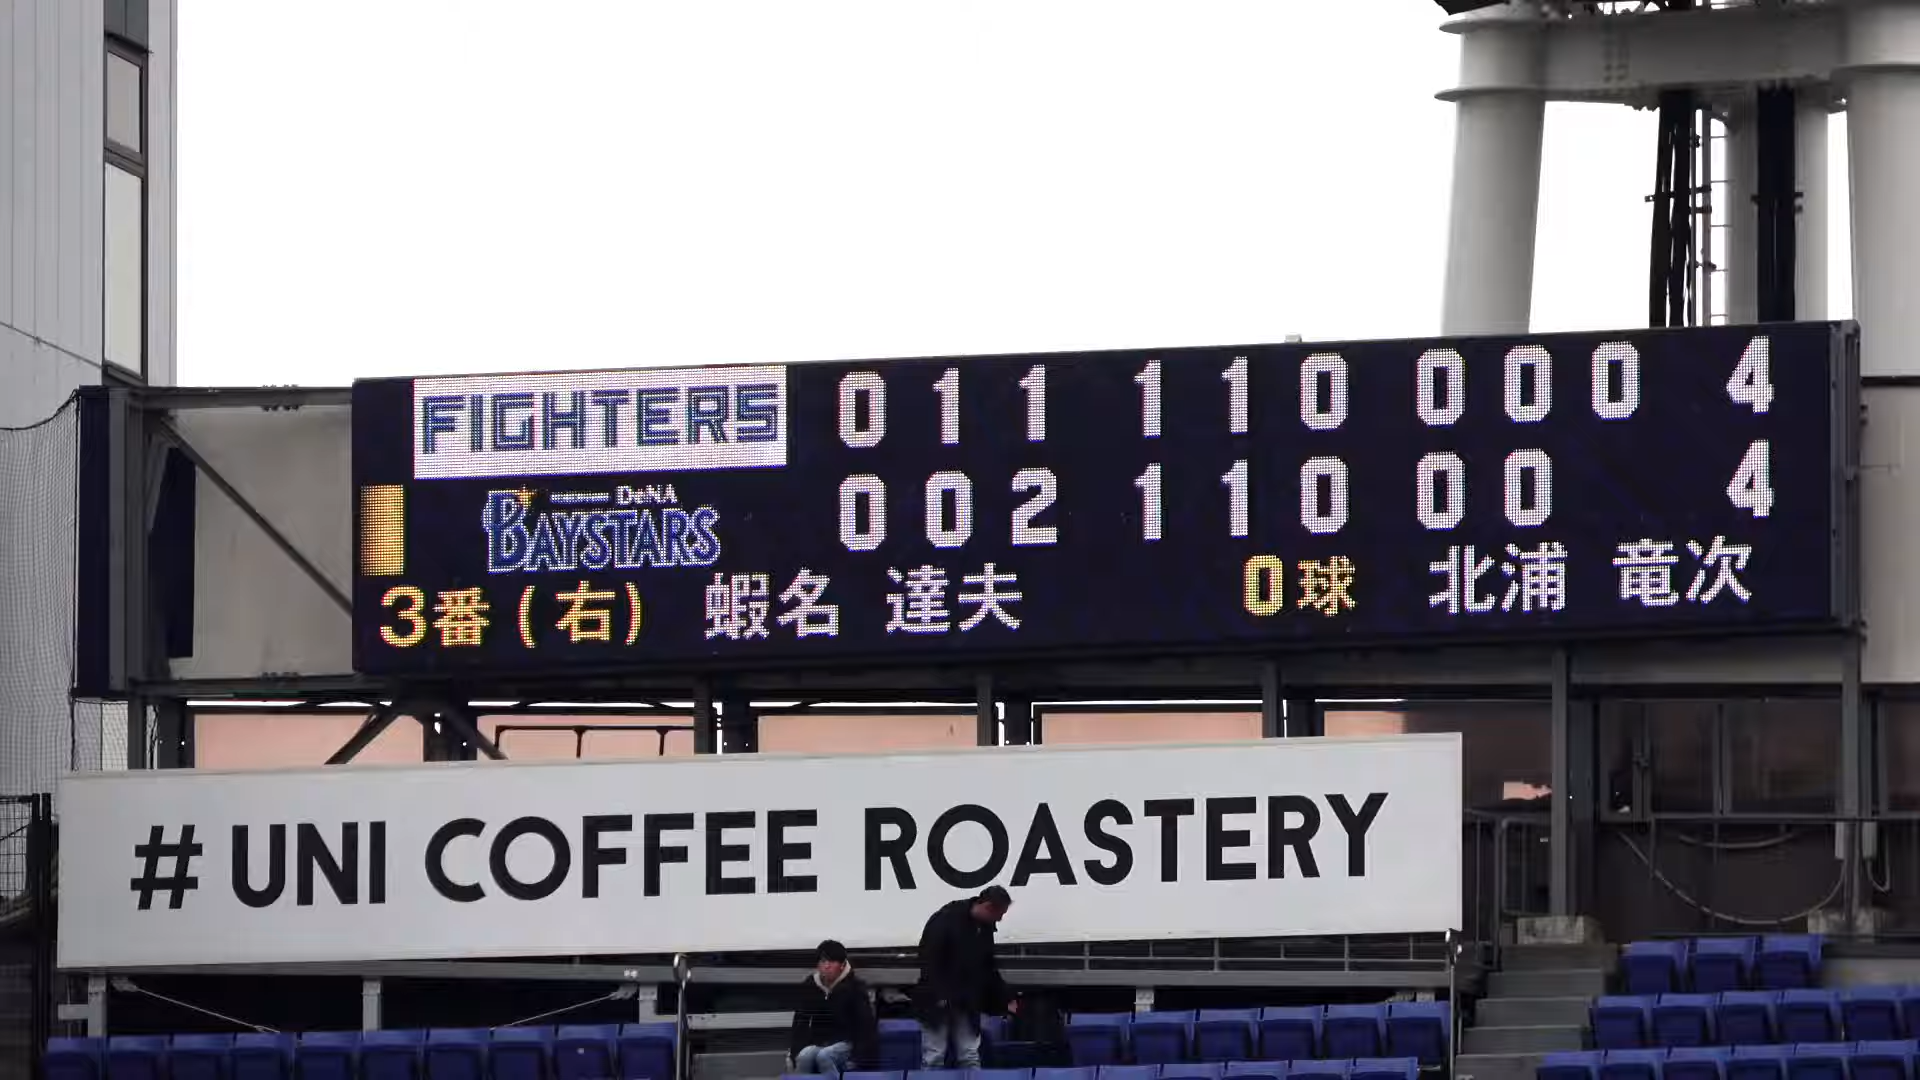 FIGHTERS 0 1 1 1 1 0 0 0 0 4
DeNA
BAYSTARS 0 0 2 1 1 0 0 0 4
3番(右) 蝦名 達夫 0球 北浦 竜次
# UNI COFFEE ROASTERY